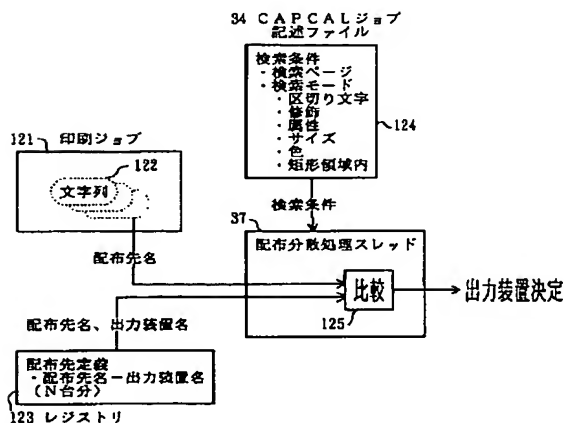 34 CAPCALジョブ
記述ファイル
検索条件
・検索ページ
・検索モード
・区切り文字
・修飾
・属性
・サイズ
・色
・矩形領域内
124
121 印刷ジョブ
122
文字列
検索条件
37
配布分散処理スレッド
配布先名
比較
出力装置決定
125
配布先名、出力装置名
配布先定義
・配布先名-出力装置名
(N台分)
123 レジストリ